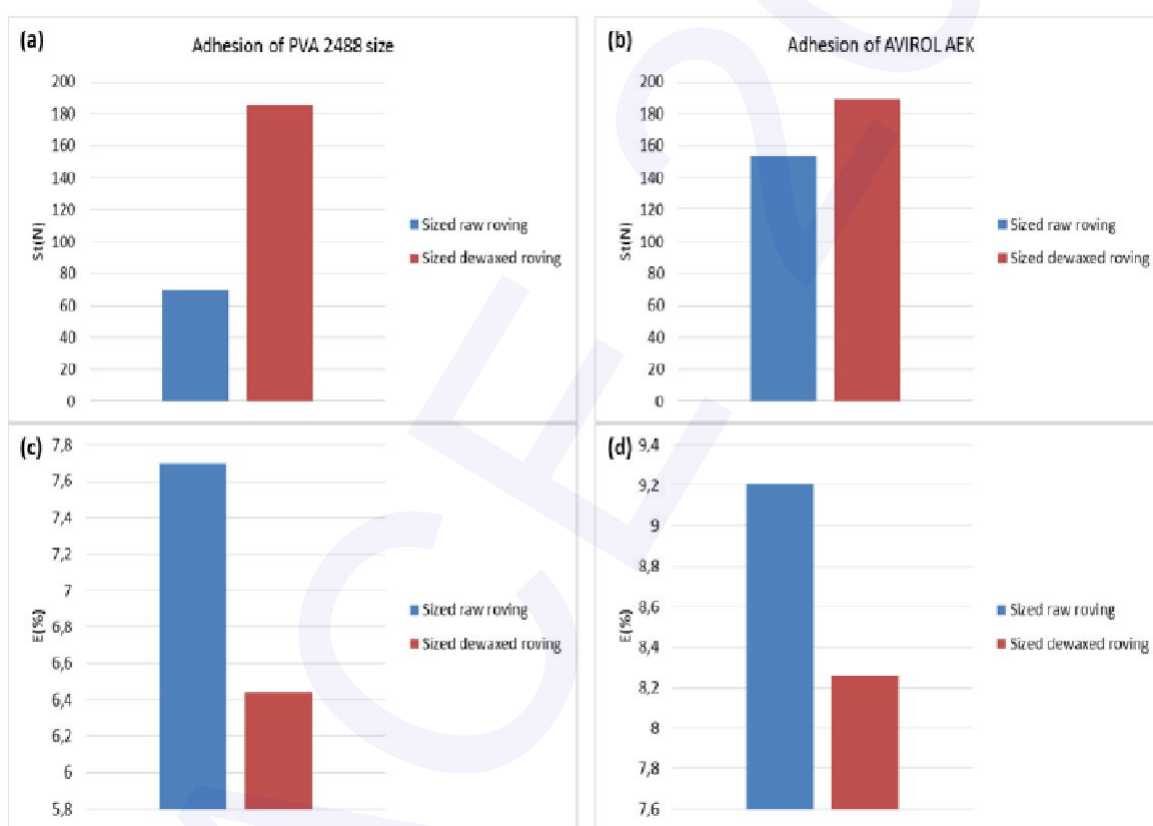 (a)
Adhesion of PVA 2488 size
200
180
160
140
120
100
80
60
40
20
0
St(N)
Sized raw roving
Sized dewaxed roving
(b)
Adhesion of AVIROL AEK
200
180
160
140
120
100
80
60
40
20
0
St(N)
Sized raw roving
Sized dewaxed roving
(c)
7,8
7,6
7,4
7,2
7
6,8
6,6
6,4
6,2
6
5,8
E(%)
Sized raw roving
Sized dewaxed roving
(d)
9,4
9,2
9
8,8
8,6
8,4
8,2
8
7,8
7,6
E(%)
Sized raw roving
Sized dewaxed roving